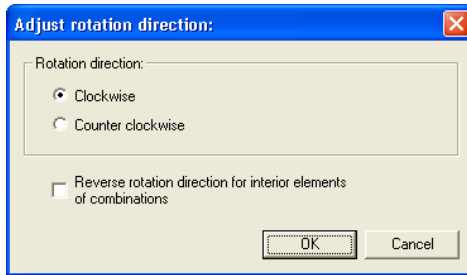 Adjust rotation direction:
Rotation direction:
Clockwise
Counter clockwise
Reverse rotation direction for interior elements
of combinations
OK Cancel